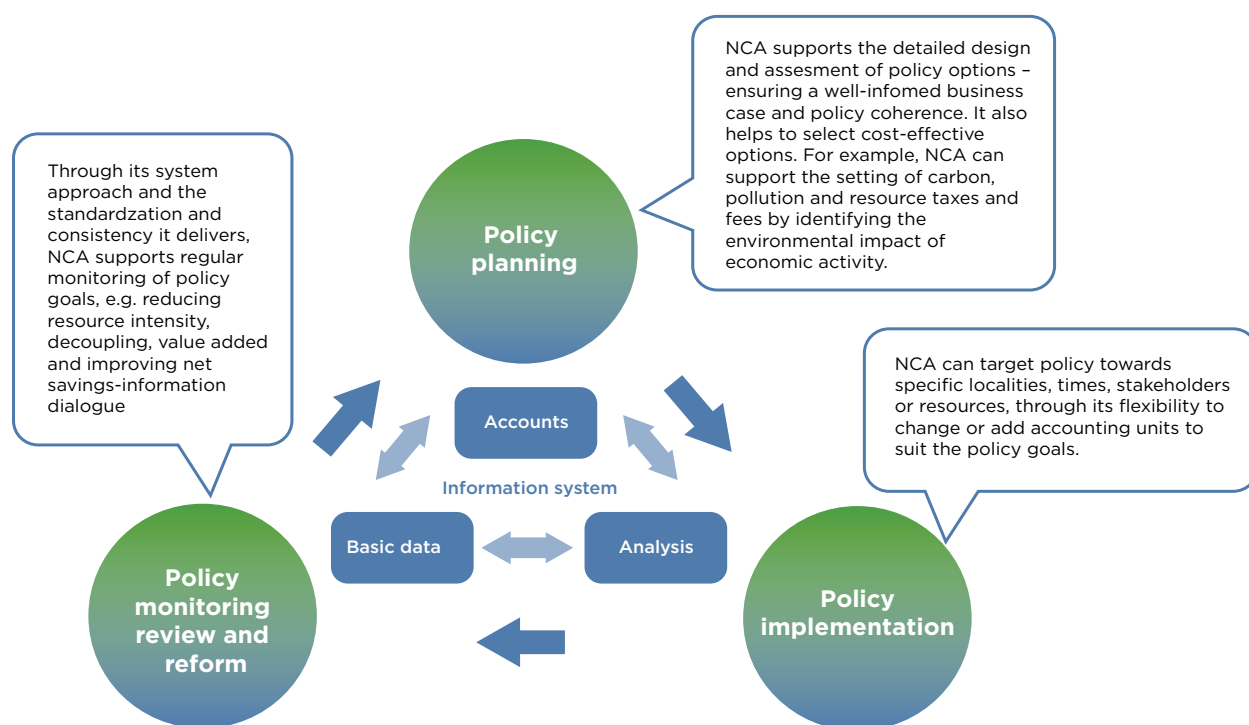 NCA supports the detailed design
and assesment of policy options –
ensuring a well-infomed business
case and policy coherence. It also
helps to select cost-effective
options. For example, NCA can
support the setting of carbon,
pollution and resource taxes and
fees by identifying the
environmental impact of
economic activity.
Through its system
approach and the
standardzation and
consistency it delivers,
NCA supports regular
monitoring of policy
goals, e.g. reducing
resource intensity,
decoupling, value added
and improving net
savings-information
dialogue
Policy
planning
NCA can target policy towards
specific localities, times, stakeholders
or resources, through its flexibility to
change or add accounting units to
suit the policy goals.
Accounts
Information system
Basic data
Analysis
Policy
monitoring
review and
reform
Policy
implementation